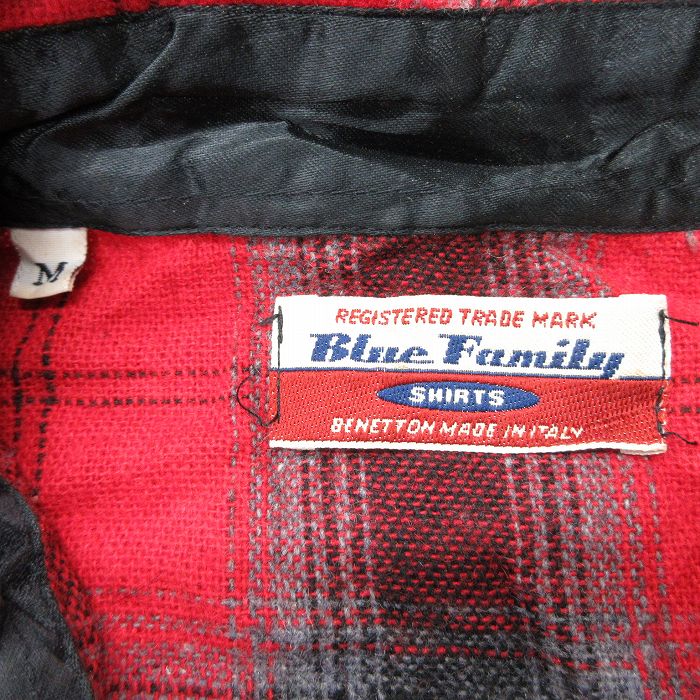 M
REGISTERED TRADE MARK
Blue Family
SHIRTS
BENETTON MADE IN ITALY